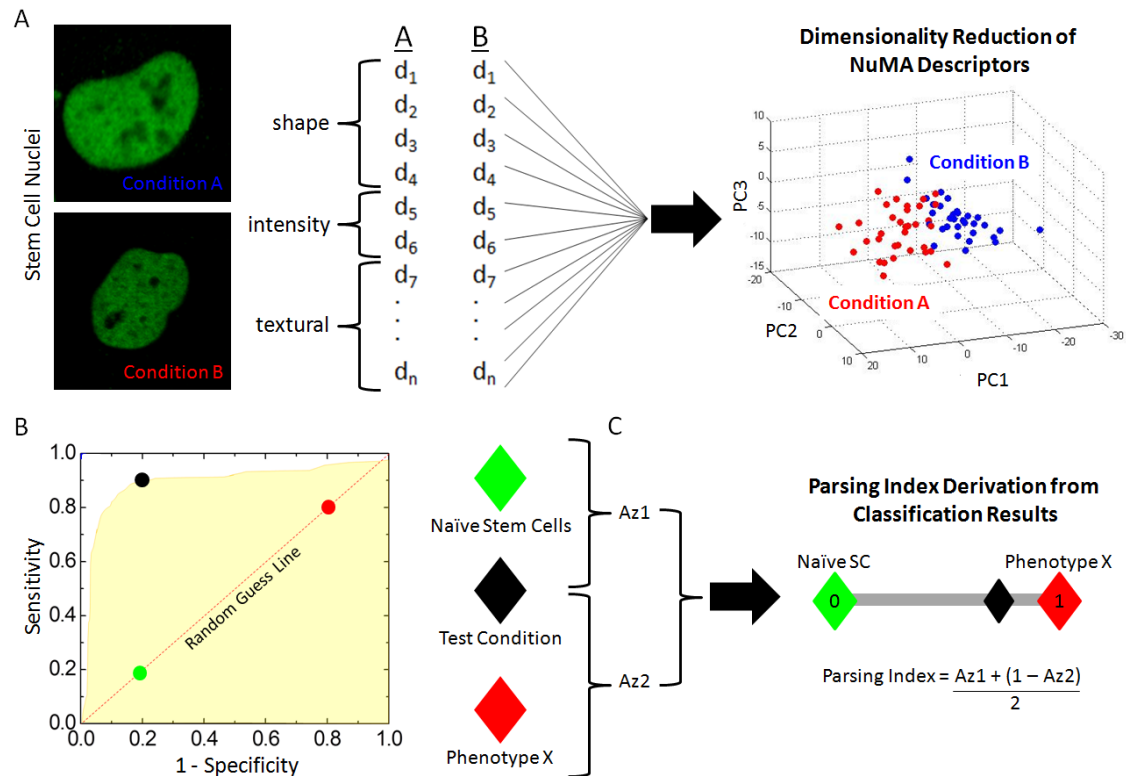 A
Stem Cell Nuclei
Condition A
Condition B
shape
intensity
textural
A
d1
d2
d3
d4
d5
d6
d7
.
.
.
dn
B
d1
d2
d3
d4
d5
d6
d7
.
.
.
dn
Dimensionality Reduction of
NuMA Descriptors
Condition B
Condition A
PC3
10
5
0
-5
-10
-15
PC2
-20
-10
0
10
PC1
20
10
0
-10
-20
-30
B
Sensitivity
1.0
0.8
0.6
0.4
0.2
0.0
Random Guess Line
0.0 0.2 0.4 0.6 0.8 1.0
1 - Specificity
Naïve Stem Cells
Test Condition
Phenotype X
Az1
Az2
C
Parsing Index Derivation from
Classification Results
Naïve SC
Phenotype X
0
1
Parsing Index = Az1 + (1 – Az2)
2